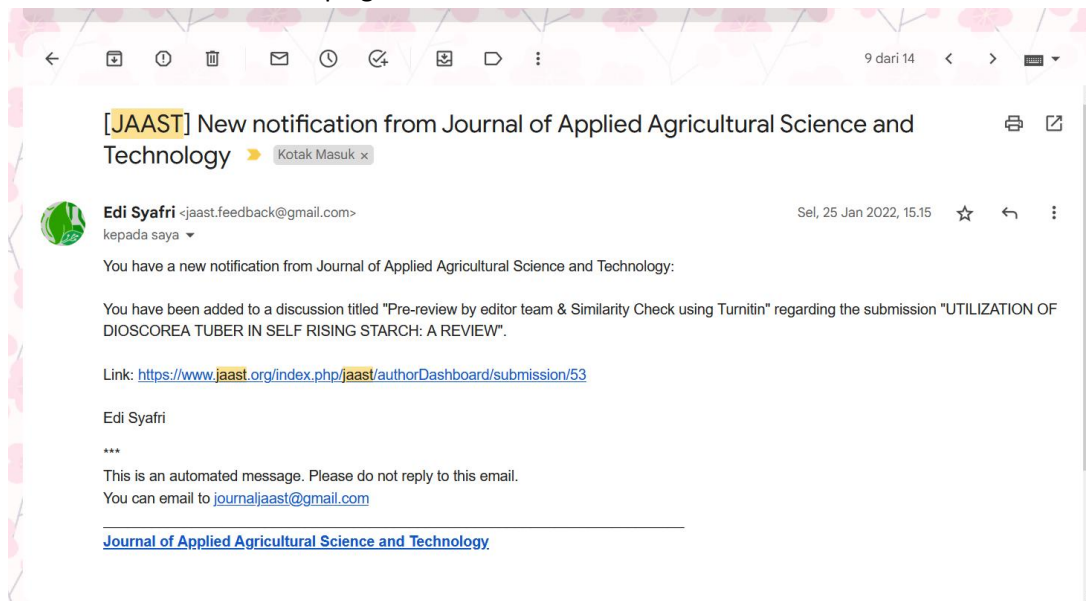 9 dari 14
[JAAST] New notification from Journal of Applied Agricultural Science and
Technology Kotak Masuk x
Edi Syafri <jaast.feedback@gmail.com>
Sel, 25 Jan 2022, 15.15
kepada saya
You have a new notification from Journal of Applied Agricultural Science and Technology:
You have been added to a discussion titled "Pre-review by editor team & Similarity Check using Turnitin" regarding the submission "UTILIZATION OF
DIOSCOREA TUBER IN SELF RISING STARCH: A REVIEW".
Link: https://www.jaast.org/index.php/jaast/authorDashboard/submission/53
Edi Syafri
***
This is an automated message. Please do not reply to this email.
You can email to journaljaast@gmail.com
Journal of Applied Agricultural Science and Technology